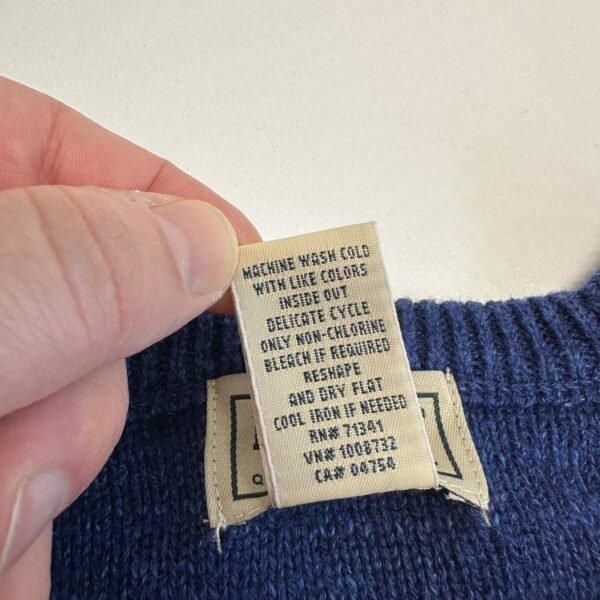 MACHINE WASH COLD
WITH LIKE COLORS
INSIDE OUT
DELICATE CYCLE
ONLY NON-CHLORINE
BLEACH IF REQUIRED
RESHAPE
AND DRY FLAT
COOL IRON IF NEEDED
RN# 71341
VN# 1008732
CA# 04754